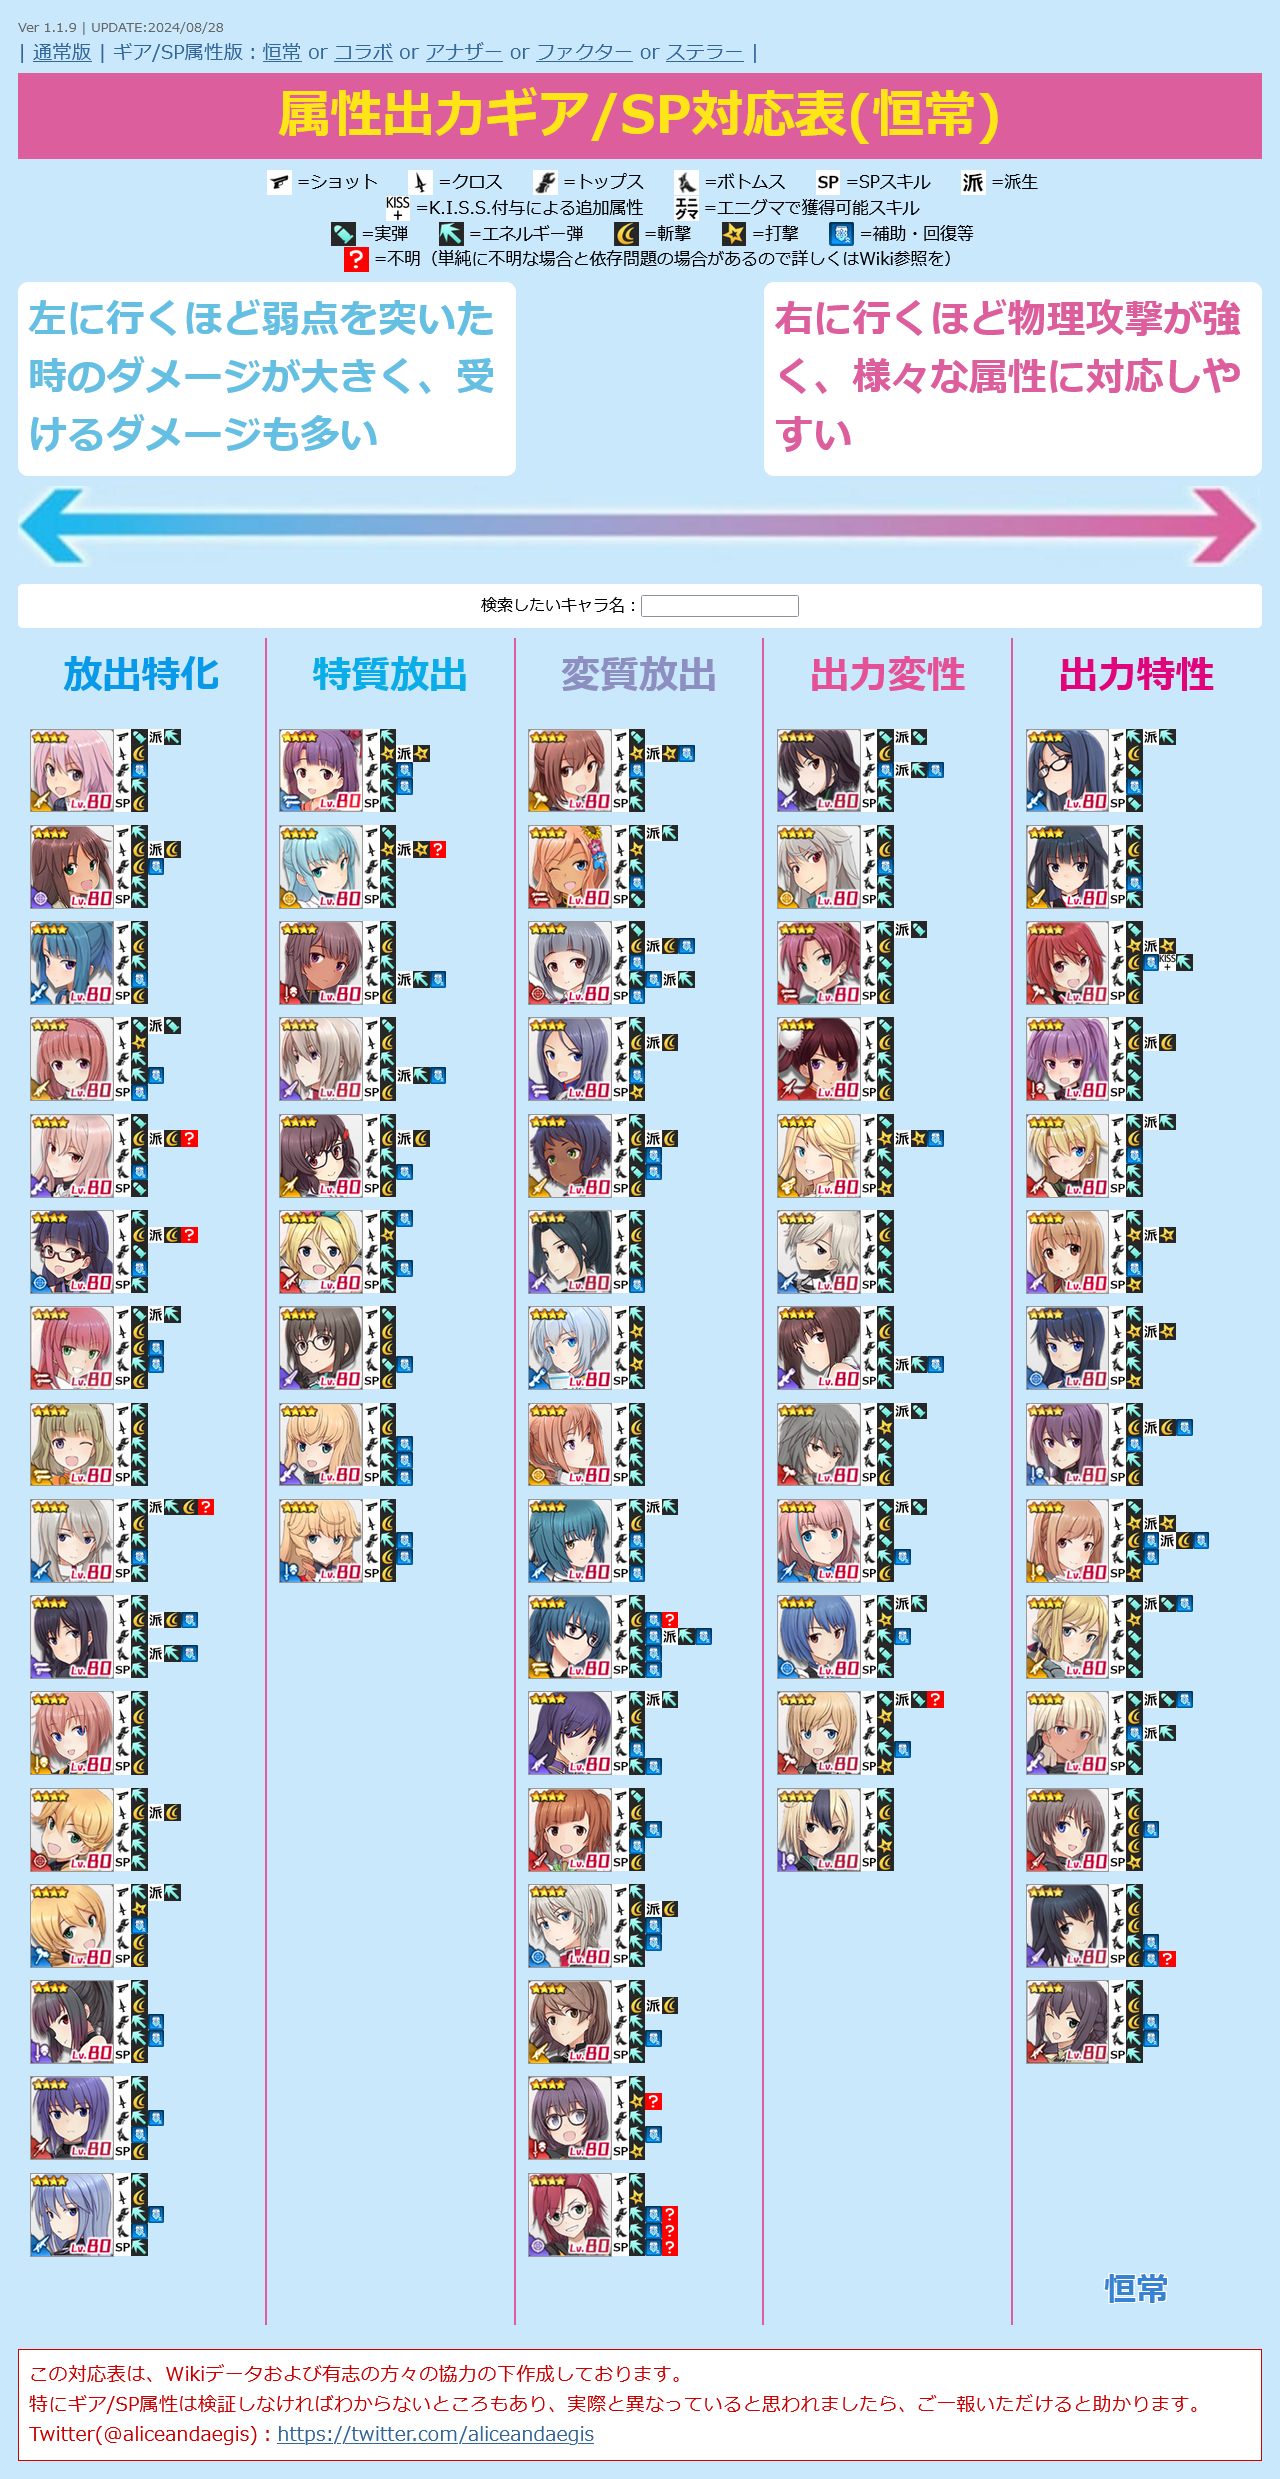 Ver 1.1.9 | UPDATE:2024/08/28
| 通常版 | ギア/SP属性版：恒常 or コラボ or アナザー or ファクター or ステラー |
属性出力ギア/SP対応表(恒常)
=ショット =クロス =トップス =ボトムス SP =SPスキル 派 =派生
KISS+ =K.I.S.S.付与による追加属性 エニグマ =エニグマで獲得可能スキル
=実弾 =エネルギー弾 =斬撃 =打撃 =補助・回復等
? =不明（単純に不明な場合と依存問題の場合があるので詳しくはWiki参照を）
左に行くほど弱点を突いた
時のダメージが大きく、受
けるダメージも多い
右に行くほど物理攻撃が強
く、様々な属性に対応しや
すい
検索したいキャラ名：
放出特化 特質放出 変質放出 出力変性 出力特性
恒常
この対応表は、Wikiデータおよび有志の方々の協力の下作成しております。
特にギア/SP属性は検証しなければわからないところもあり、実際と異なっていると思われましたら、ご一報いただけると助かります。
Twitter(@aliceandaegis)：https://twitter.com/aliceandaegis